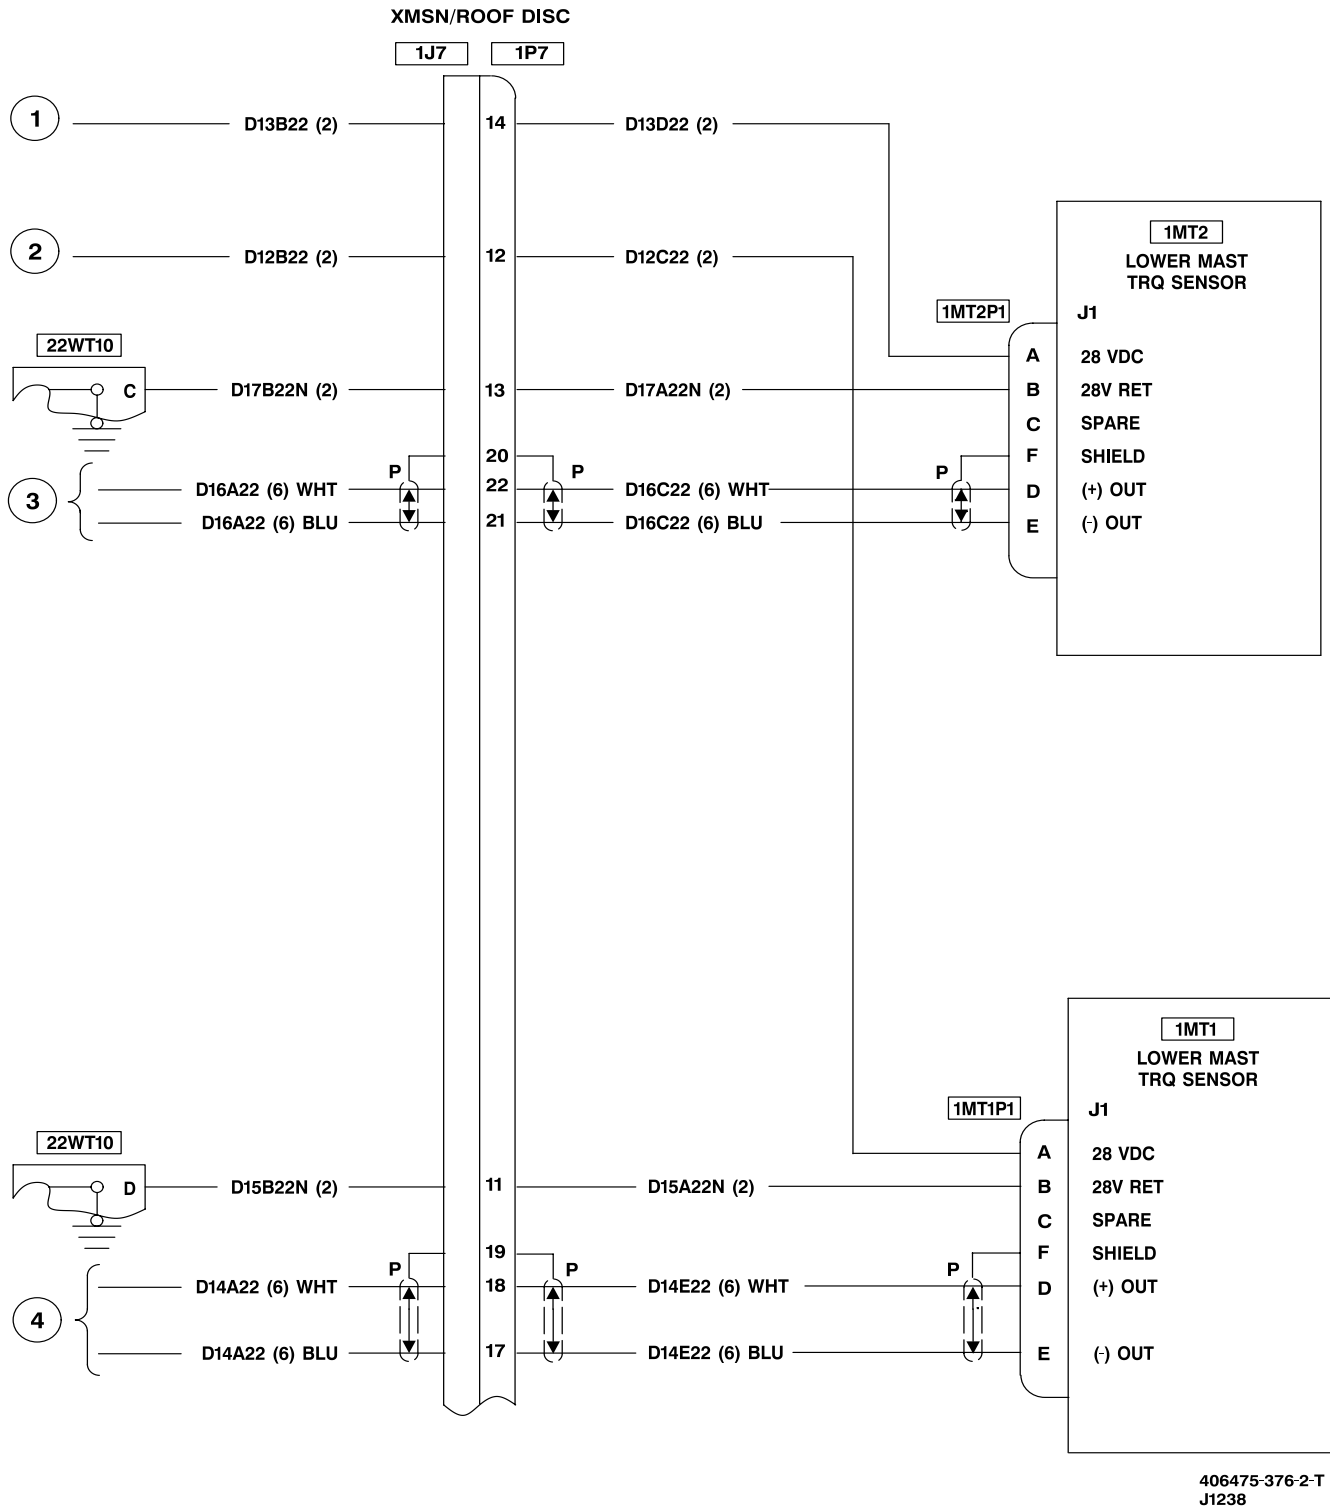 XMSN/ROOF DISC
1J7 1P7
1 D13B22 (2) 14 D13D22 (2)
1MT2
2 D12B22 (2) 12 D12C22 (2)
LOWER MAST
TRQ SENSOR
1MT2P1 J1
22WT10 A 28 VDC
C D17B22N (2) 13 D17A22N (2) B 28V RET
C SPARE
P 20 P P F SHIELD
3 D16A22 (6) WHT 22 D16C22 (6) WHT D (+) OUT
D16A22 (6) BLU 21 D16C22 (6) BLU E (-) OUT
1MT1
LOWER MAST
TRQ SENSOR
1MT1P1 J1
22WT10 A 28 VDC
D D15B22N (2) 11 D15A22N (2) B 28V RET
C SPARE
P 19 P P F SHIELD
D14A22 (6) WHT 18 D14E22 (6) WHT D (+) OUT
4
D14A22 (6) BLU 17 D14E22 (6) BLU E (-) OUT
406475-376-2-T
J1238